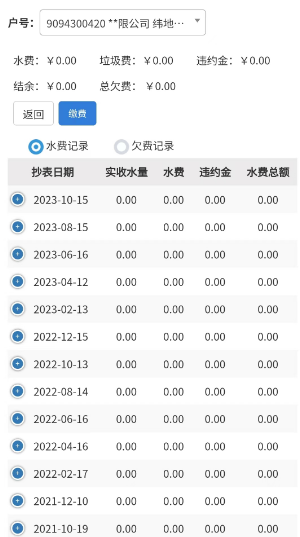 户号： 9094300420 **限公司 纬地…
水费：￥0.00 垃圾费：￥0.00 违约金：￥0.00
结余：￥0.00 总欠费：￥0.00
返回 缴费
水费记录 欠费记录
抄表日期 实收水量 水费 违约金 水费总额
2023-10-15 0.00 0.00 0.00 0.00
2023-08-15 0.00 0.00 0.00 0.00
2023-06-16 0.00 0.00 0.00 0.00
2023-04-12 0.00 0.00 0.00 0.00
2023-02-13 0.00 0.00 0.00 0.00
2022-12-15 0.00 0.00 0.00 0.00
2022-10-13 0.00 0.00 0.00 0.00
2022-08-14 0.00 0.00 0.00 0.00
2022-06-16 0.00 0.00 0.00 0.00
2022-04-16 0.00 0.00 0.00 0.00
2022-02-17 0.00 0.00 0.00 0.00
2021-12-10 0.00 0.00 0.00 0.00
2021-10-19 0.00 0.00 0.00 0.00